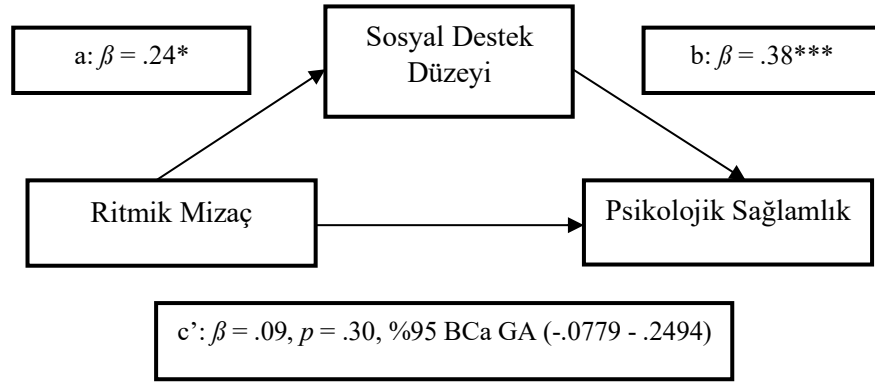 a: β = .24*
Sosyal Destek
Düzeyi
b: β = .38***
Ritmik Mizaç
Psikolojik Sağlamlık
c’: β = .09, p = .30, %95 BCa GA (-.0779 - .2494)